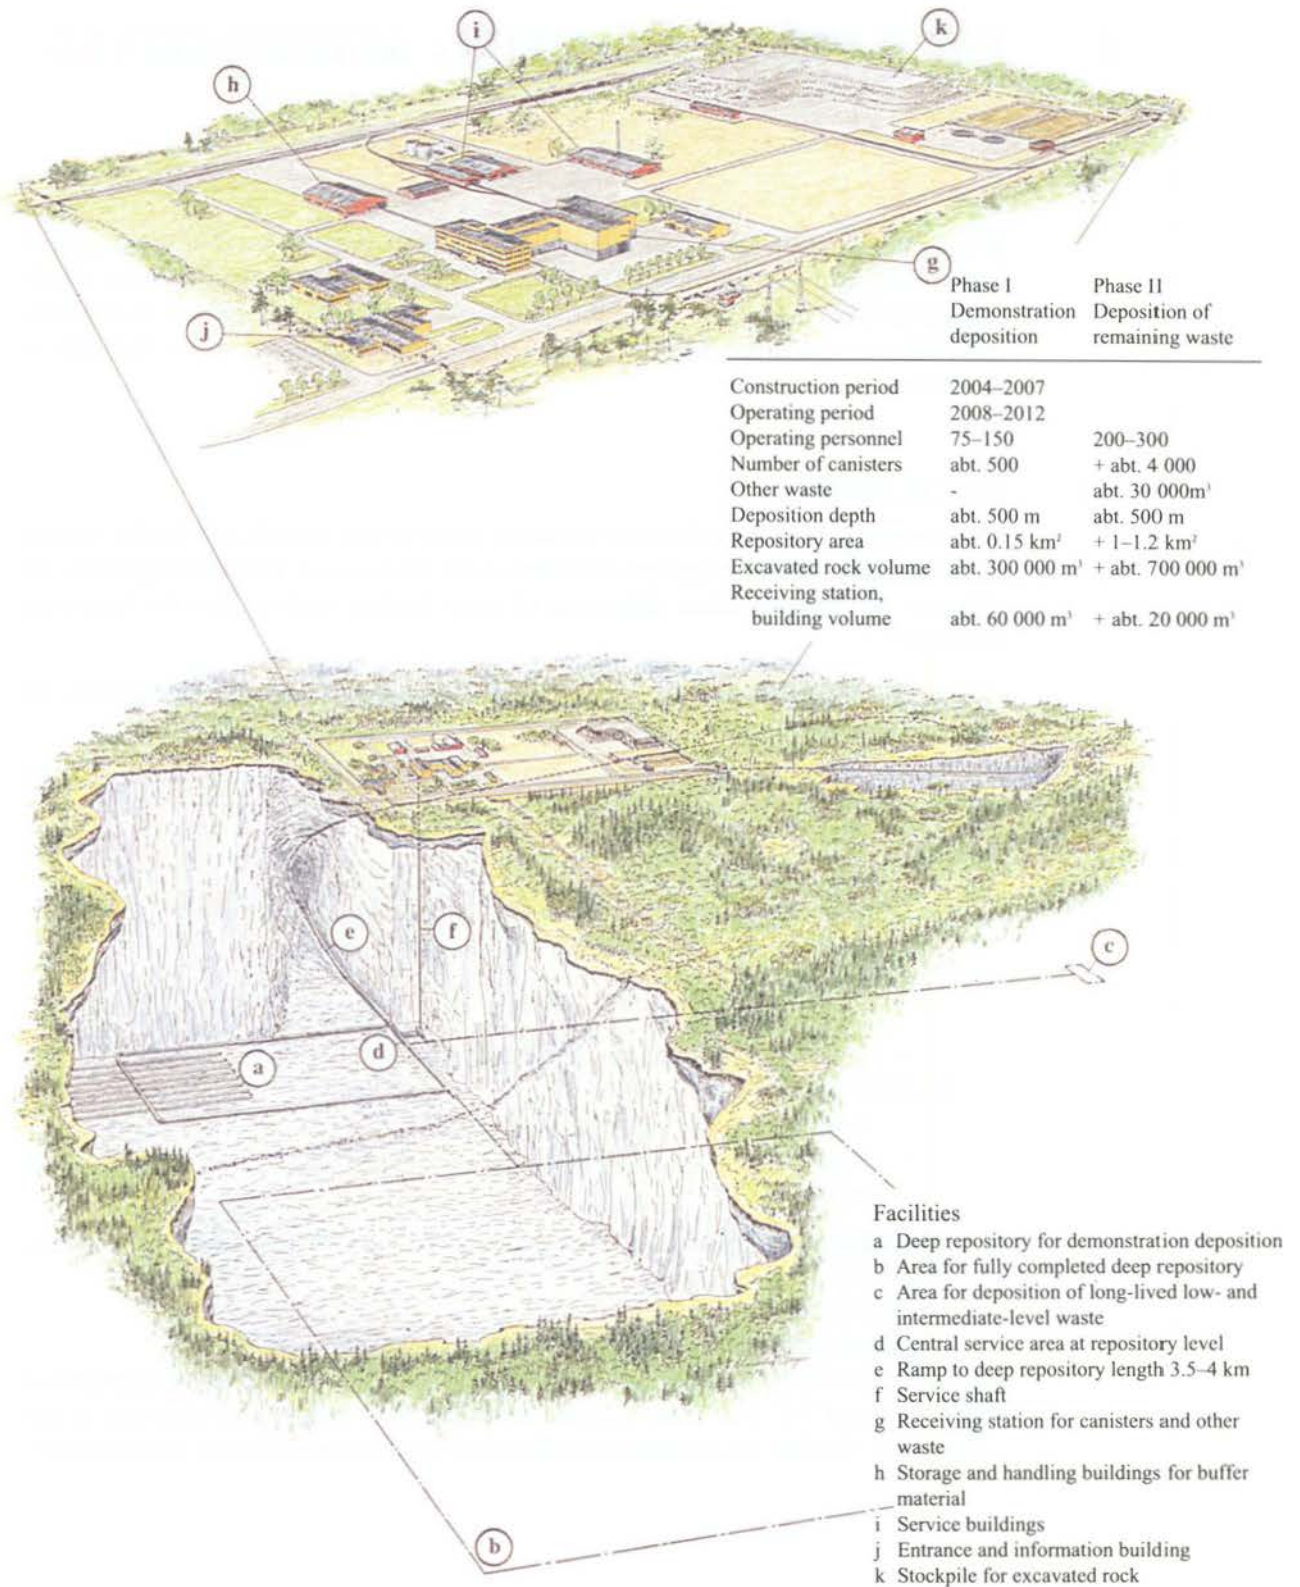 i
k
h
g
j
Phase I Phase II
Demonstration Deposition of
deposition remaining waste
Construction period 2004–2007
Operating period 2008–2012
Operating personnel 75–150 200–300
Number of canisters abt. 500 + abt. 4 000
Other waste - abt. 30 000m³
Deposition depth abt. 500 m abt. 500 m
Repository area abt. 0.15 km² + 1–1.2 km²
Excavated rock volume abt. 300 000 m³ + abt. 700 000 m³
Receiving station,
building volume abt. 60 000 m³ + abt. 20 000 m³
e
f
c
d
a
b
Facilities
a Deep repository for demonstration deposition
b Area for fully completed deep repository
c Area for deposition of long-lived low- and
intermediate-level waste
d Central service area at repository level
e Ramp to deep repository length 3.5–4 km
f Service shaft
g Receiving station for canisters and other
waste
h Storage and handling buildings for buffer
material
i Service buildings
j Entrance and information building
k Stockpile for excavated rock